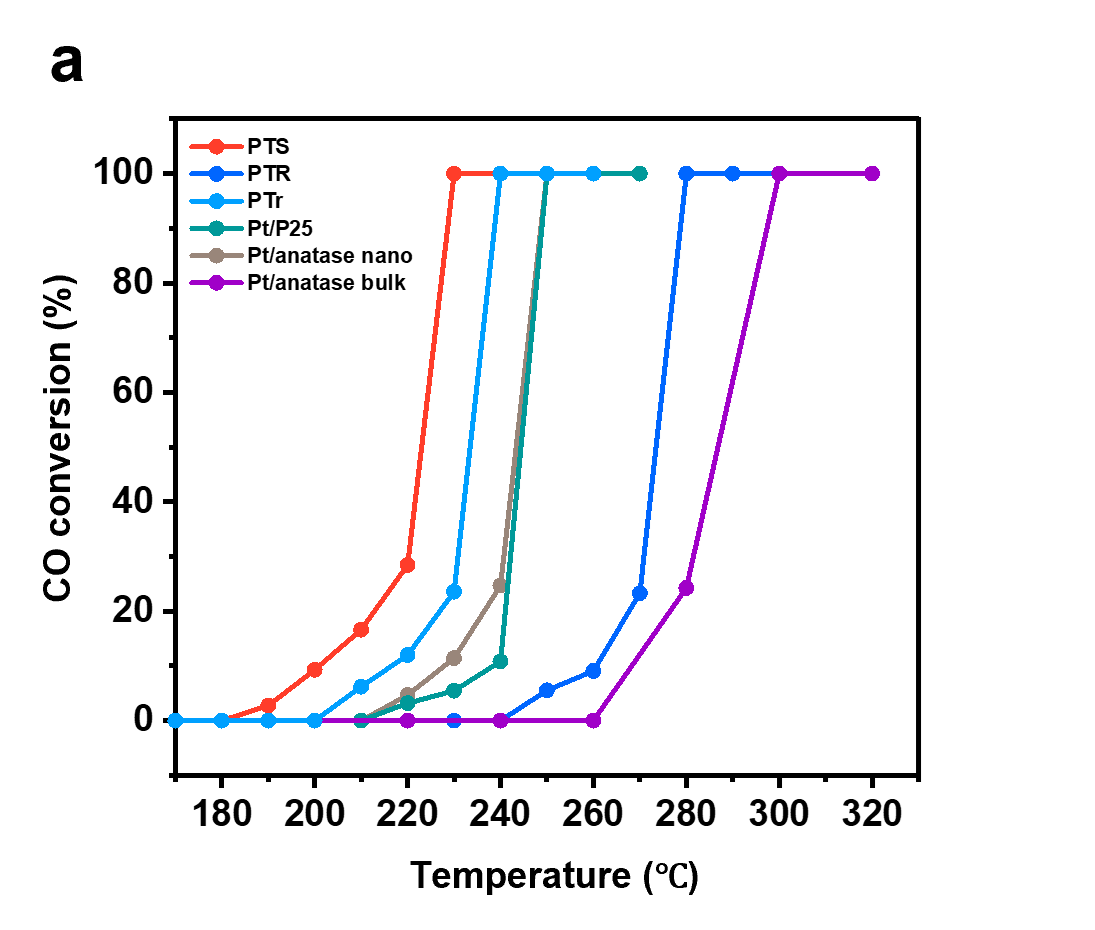 a
PTS
PTR
PTr
Pt/P25
Pt/anatase nano
Pt/anatase bulk
100
80
60
40
20
0
CO conversion (%)
180 200 220 240 260 280 300 320
Temperature (℃)